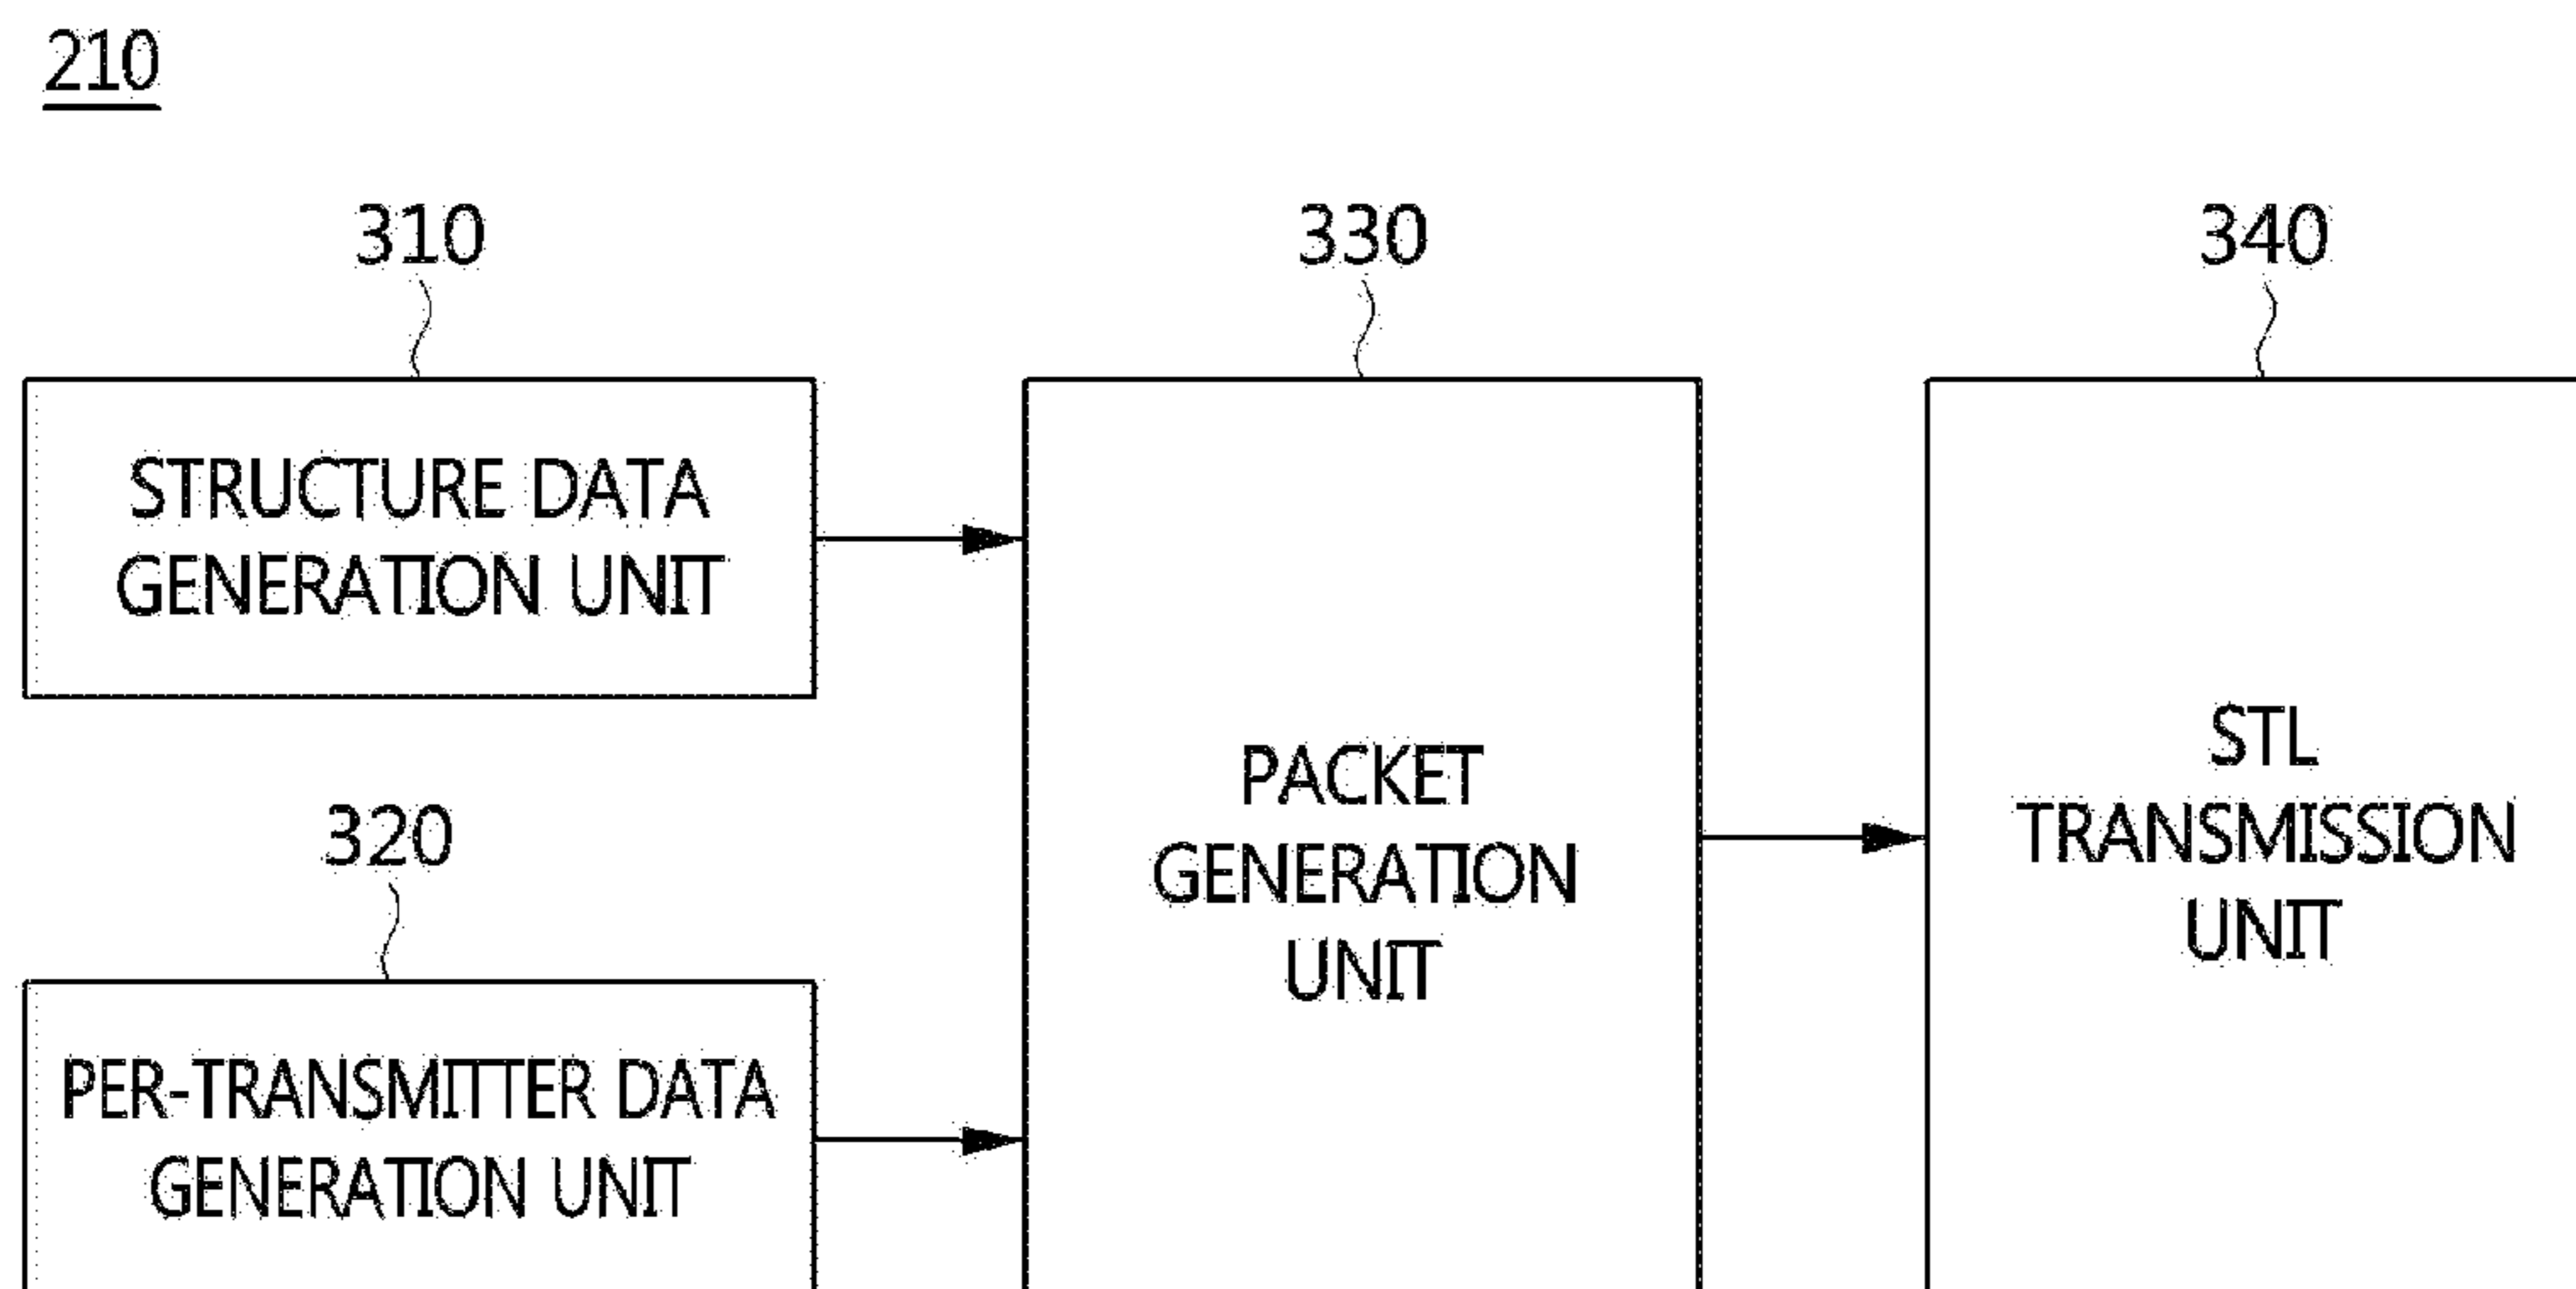 210
310
STRUCTURE DATA
GENERATION UNIT
320
PER-TRANSMITTER DATA
GENERATION UNIT
330
PACKET
GENERATION
UNIT
340
STL
TRANSMISSION
UNIT